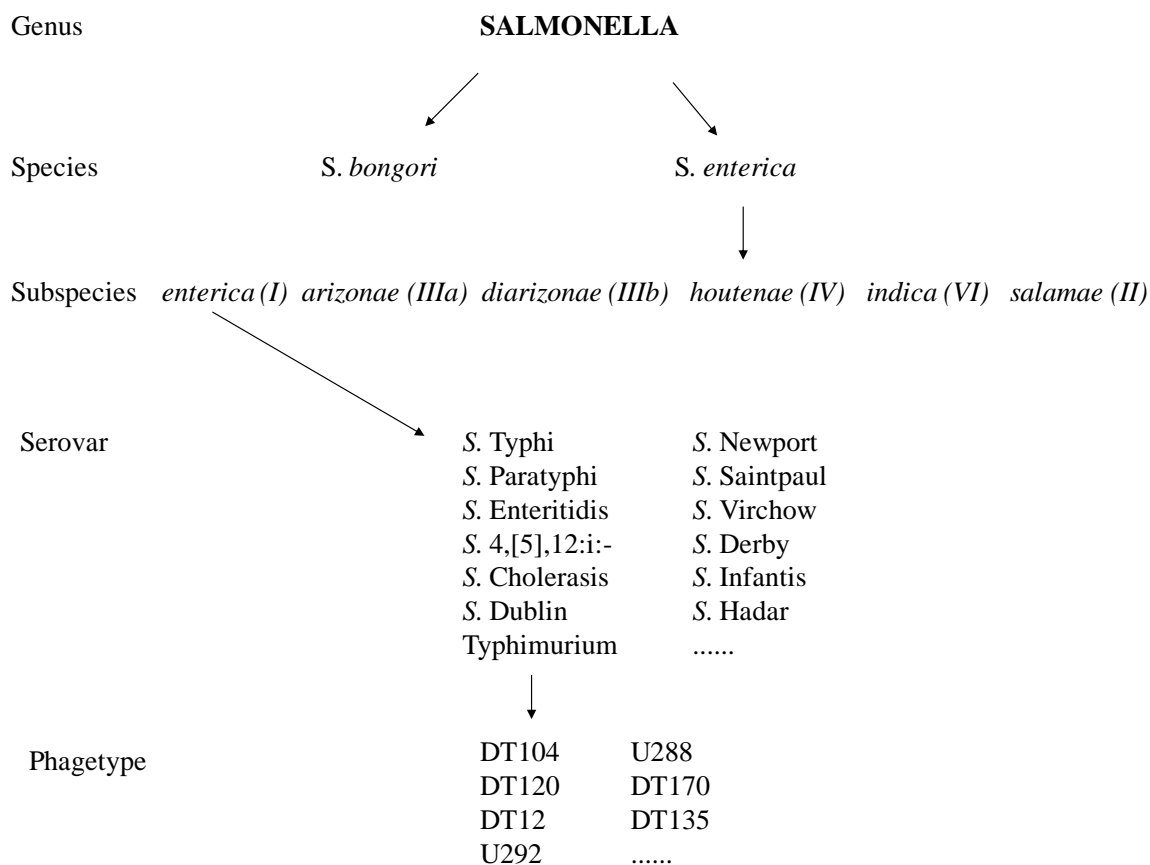 Genus SALMONELLA
Species S. bongori S. enterica
Subspecies enterica (I) arizonae (IIIa) diarizonae (IIIb) houtenae (IV) indica (VI) salamae (II)
Serovar S. Typhi S. Newport
S. Paratyphi S. Saintpaul
S. Enteritidis S. Virchow
S. 4,[5],12:i:- S. Derby
S. Cholerasis S. Infantis
S. Dublin S. Hadar
Typhimurium ......
Phagetype DT104 U288
DT120 DT170
DT12 DT135
U292 ......